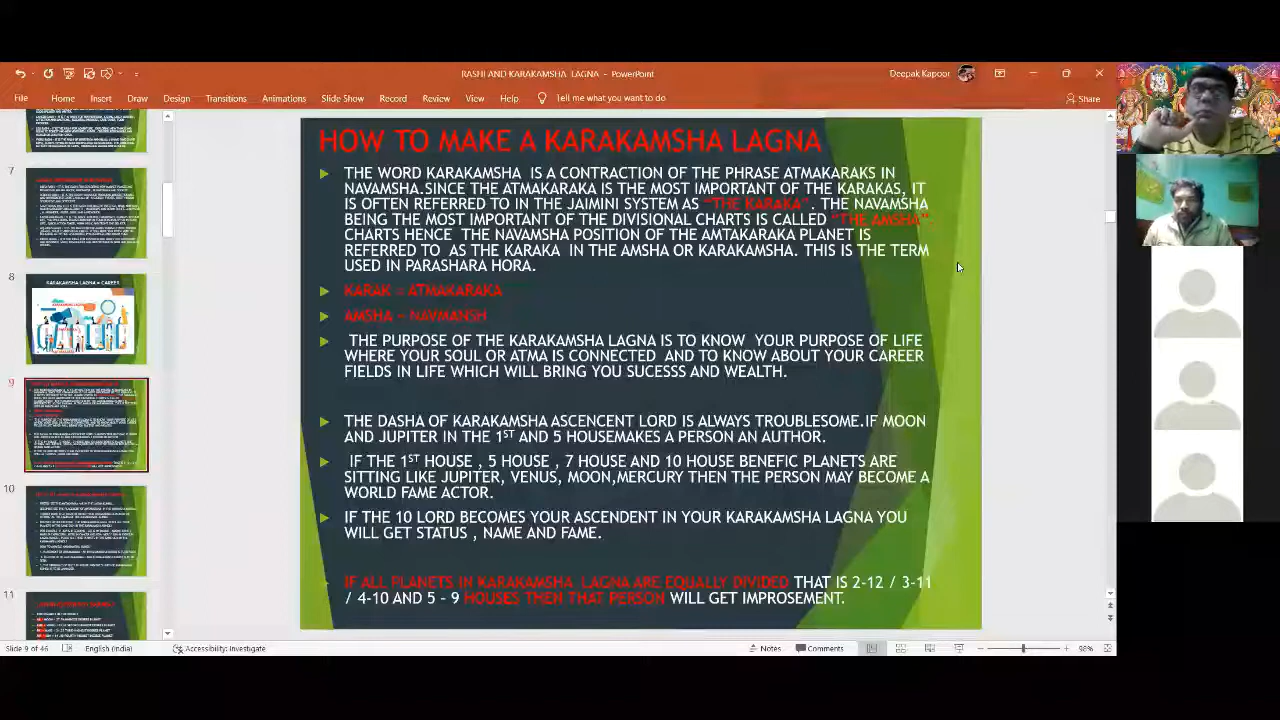 RASHI AND KARAKAMSHA LAGNA - PowerPoint
Deepak Kapoor
File Home Insert Draw Design Transitions Animations Slide Show Record Review View Help Tell me what you want to do Share
7
8
KARAKAMSHA LAGNA = CAREER
9
10
11
HOW TO MAKE A KARAKAMSHA LAGNA
THE WORD KARAKAMSHA IS A CONTRACTION OF THE PHRASE ATMAKARAKS IN
NAVAMSHA.SINCE THE ATMAKARAKA IS THE MOST IMPORTANT OF THE KARAKAS, IT
IS OFTEN REFERRED TO IN THE JAIMINI SYSTEM AS "THE KARAKA". THE NAVAMSHA
BEING THE MOST IMPORTANT OF THE DIVISIONAL CHARTS IS CALLED "THE AMSHA"
CHARTS HENCE THE NAVAMSHA POSITION OF THE AMTAKARAKA PLANET IS
REFERRED TO AS THE KARAKA IN THE AMSHA OR KARAKAMSHA. THIS IS THE TERM
USED IN PARASHARA HORA.
KARAK = ATMAKARAKA
AMSHA = NAVMANSH
THE PURPOSE OF THE KARAKAMSHA LAGNA IS TO KNOW YOUR PURPOSE OF LIFE
WHERE YOUR SOUL OR ATMA IS CONNECTED AND TO KNOW ABOUT YOUR CAREER
FIELDS IN LIFE WHICH WILL BRING YOU SUCESSS AND WEALTH.
THE DASHA OF KARAKAMSHA ASCENCENT LORD IS ALWAYS TROUBLESOME.IF MOON
AND JUPITER IN THE 1ST AND 5 HOUSEMAKES A PERSON AN AUTHOR.
IF THE 1ST HOUSE , 5 HOUSE , 7 HOUSE AND 10 HOUSE BENEFIC PLANETS ARE
SITTING LIKE JUPITER, VENUS, MOON,MERCURY THEN THE PERSON MAY BECOME A
WORLD FAME ACTOR.
IF THE 10 LORD BECOMES YOUR ASCENDENT IN YOUR KARAKAMSHA LAGNA YOU
WILL GET STATUS , NAME AND FAME.
IF ALL PLANETS IN KARAKAMSHA LAGNA ARE EQUALLY DIVIDED THAT IS 2-12 / 3-11
/ 4-10 AND 5 - 9 HOUSES THEN THAT PERSON WILL GET IMPROSEMENT.
Slide 9 of 46 English (India) Accessibility: Investigate Notes Comments 98%